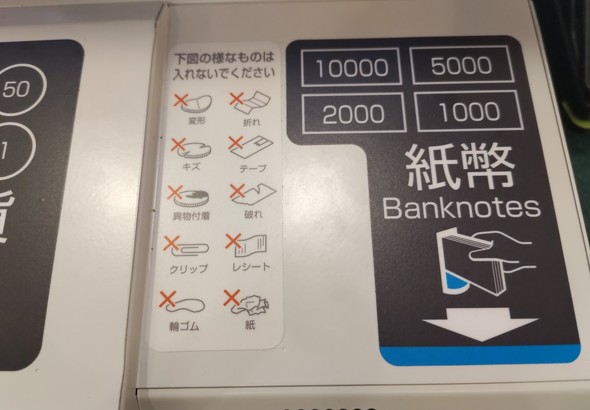 50
1
下図の様なものは
入れないでください
変形
折れ
キズ
テープ
異物付着
破れ
クリップ
レシート
輪ゴム
紙
10000
5000
2000
1000
紙幣
Banknotes